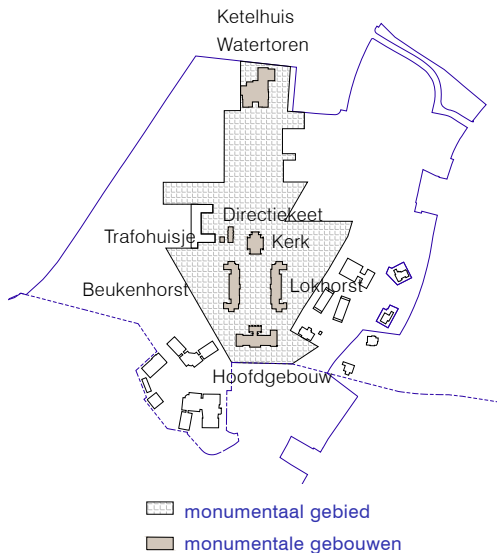 Ketelhuis
Watertoren
Directiekeet
Trafohuisje
Kerk
Beukenhorst
Lokhorst
Hoofdgebouw
monumentaal gebied
monumentale gebouwen